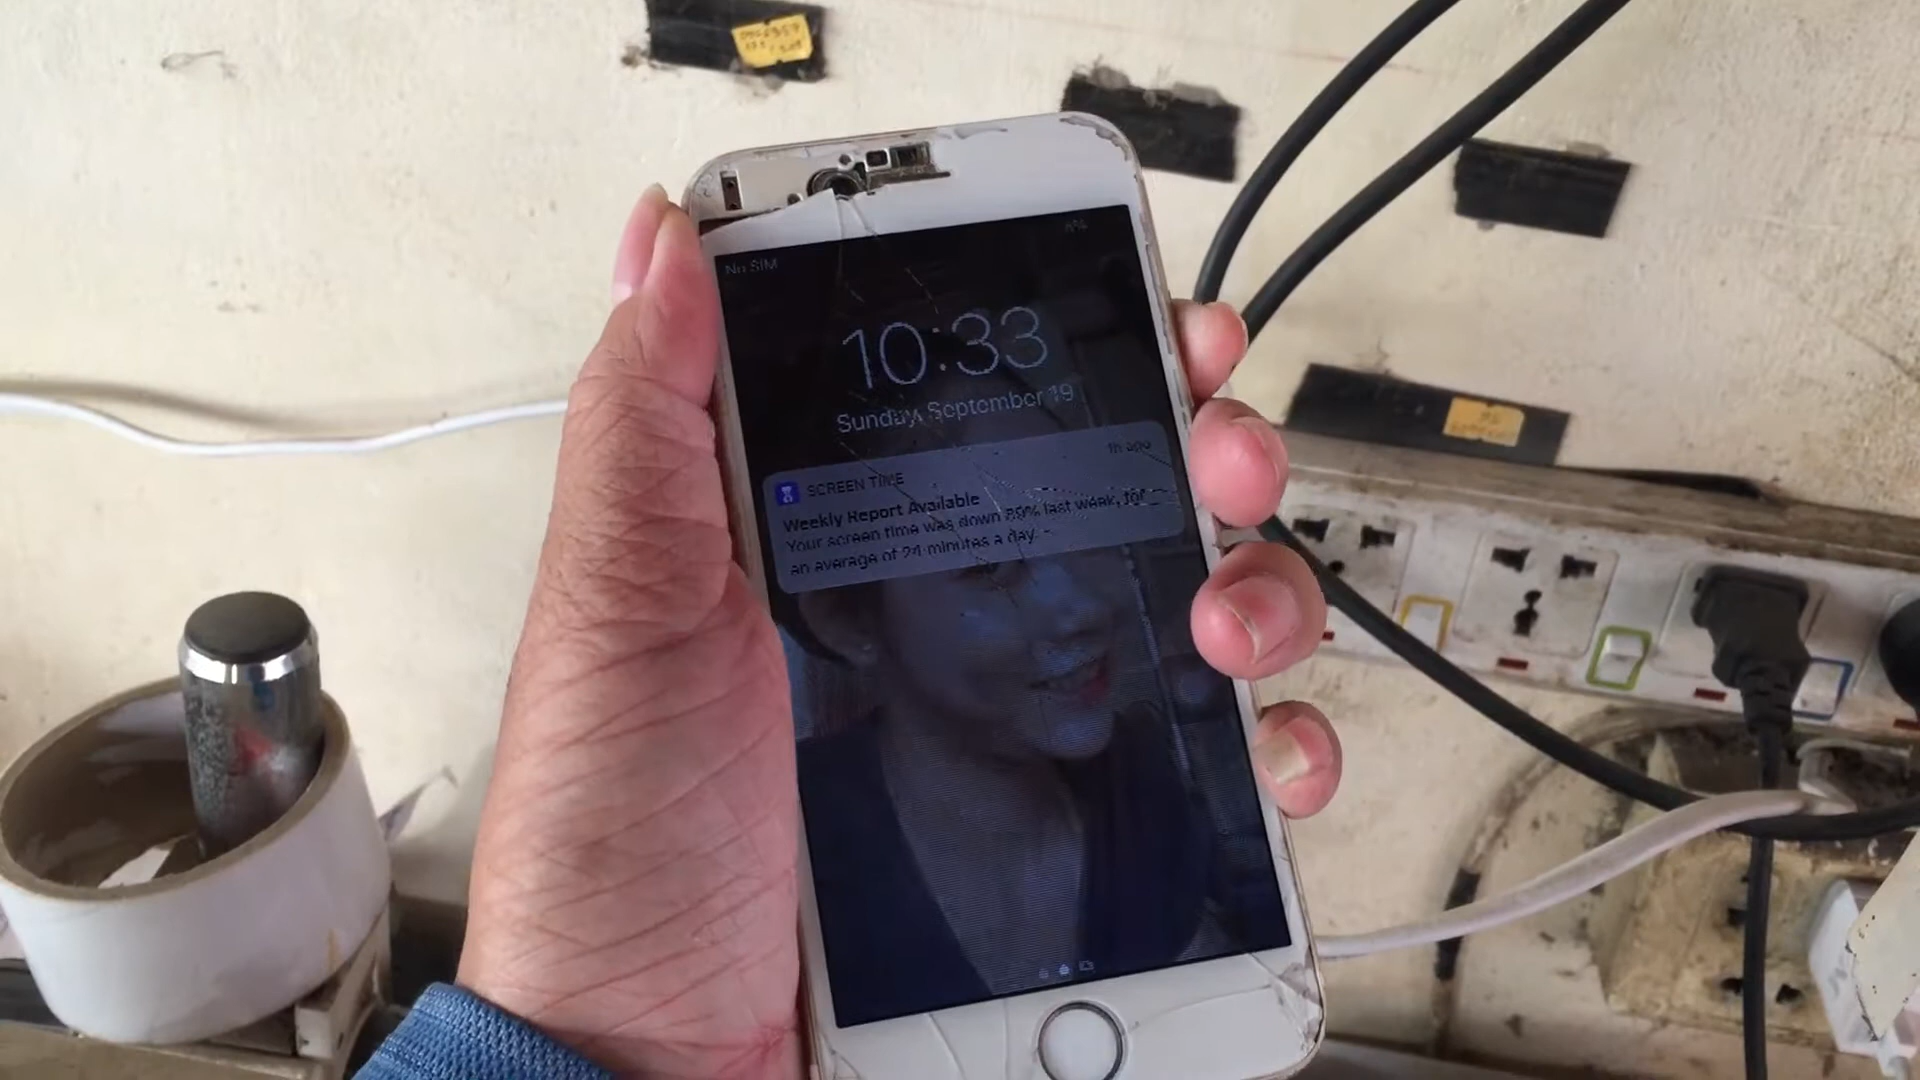 No SIM
10:33
Sunday, September 19
SCREEN TIME
1h ago
Weekly Report Available
Your screen time was down 89% last week, for
an average of 24 minutes a day.